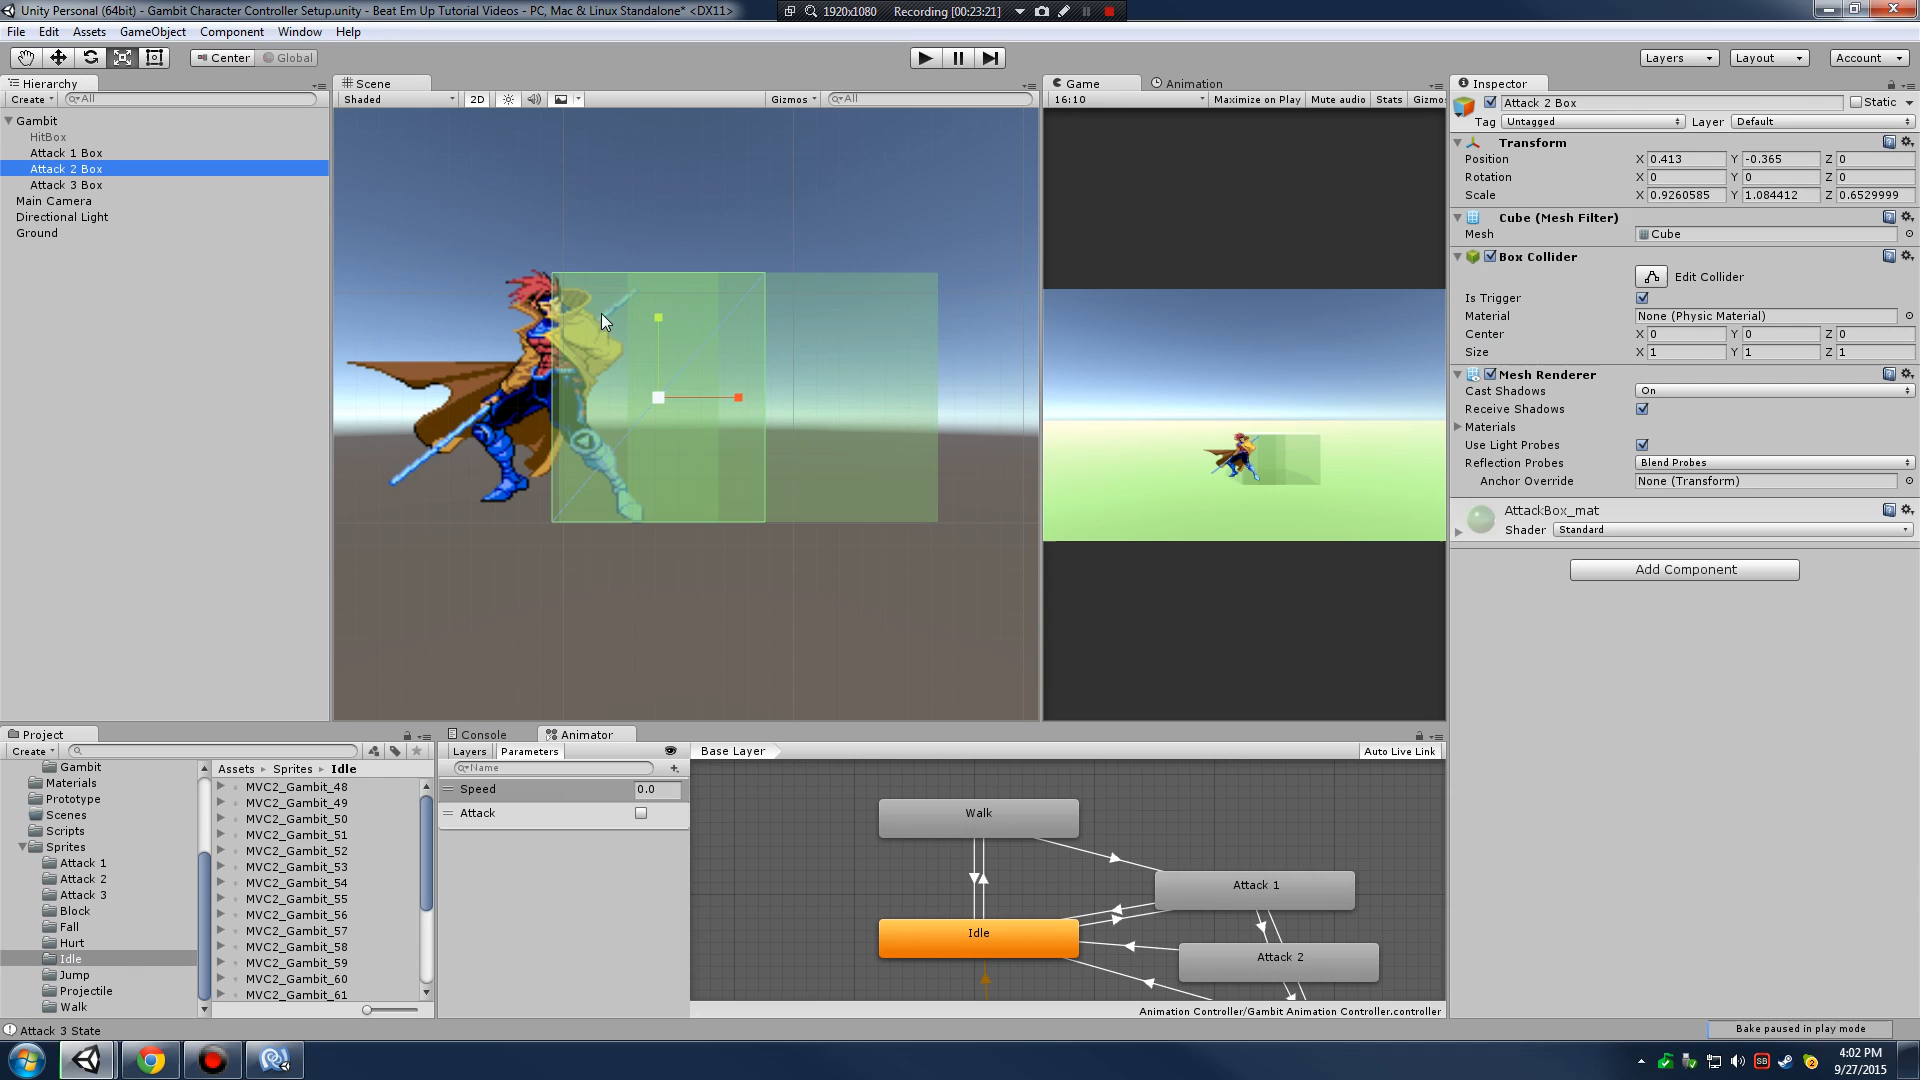 Unity Personal (64bit) - Gambit Character Controller Setup.unity - Beat Em Up Tutorial Videos - PC, Mac & Linux Standalone* <DX11>
1920x1080 Recording [00:23:21]
File Edit Assets GameObject Component Window Help
Center Global
Layers Layout Account
Hierarchy
Create All
Gambit
HitBox
Attack 1 Box
Attack 2 Box
Attack 3 Box
Main Camera
Directional Light
Ground
Scene
Shaded 2D Gizmos All
Game Animation
16:10 Maximize on Play Mute audio Stats Gizmos
Inspector
Attack 2 Box Static
Tag Untagged Layer Default
Transform
Position X 0.413 Y -0.365 Z 0
Rotation X 0 Y 0 Z 0
Scale X 0.9260585 Y 1.084412 Z 0.6529999
Cube (Mesh Filter)
Mesh Cube
Box Collider
Edit Collider
Is Trigger
Material None (Physic Material)
Center X 0 Y 0 Z 0
Size X 1 Y 1 Z 1
Mesh Renderer
Cast Shadows On
Receive Shadows
Materials
Use Light Probes
Reflection Probes Blend Probes
Anchor Override None (Transform)
AttackBox_mat
Shader Standard
Add Component
Project
Create
Gambit
Materials
Prototype
Scenes
Scripts
Sprites
Attack 1
Attack 2
Attack 3
Block
Fall
Hurt
Idle
Jump
Projectile
Walk
Assets Sprites Idle
MVC2_Gambit_48
MVC2_Gambit_49
MVC2_Gambit_50
MVC2_Gambit_51
MVC2_Gambit_52
MVC2_Gambit_53
MVC2_Gambit_54
MVC2_Gambit_55
MVC2_Gambit_56
MVC2_Gambit_57
MVC2_Gambit_58
MVC2_Gambit_59
MVC2_Gambit_60
MVC2_Gambit_61
Console Animator
Layers Parameters
Name
Speed 0.0
Attack
Base Layer Auto Live Link
Walk
Attack 1
Idle
Attack 2
Animation Controller/Gambit Animation Controller.controller
Attack 3 State
Bake paused in play mode
4:02 PM
9/27/2015